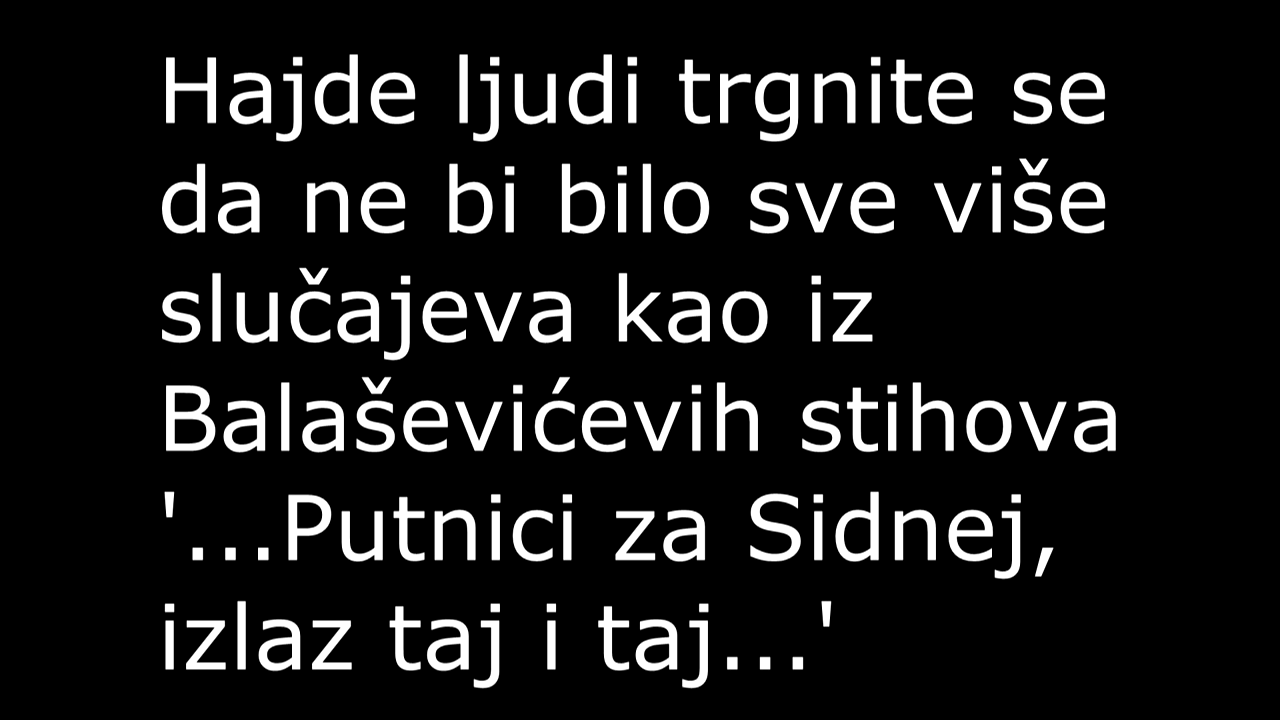 Hajde ljudi trgnite se
da ne bi bilo sve više
slučajeva kao iz
Balaševićevih stihova
'...Putnici za Sidnej,
izlaz taj i taj...'